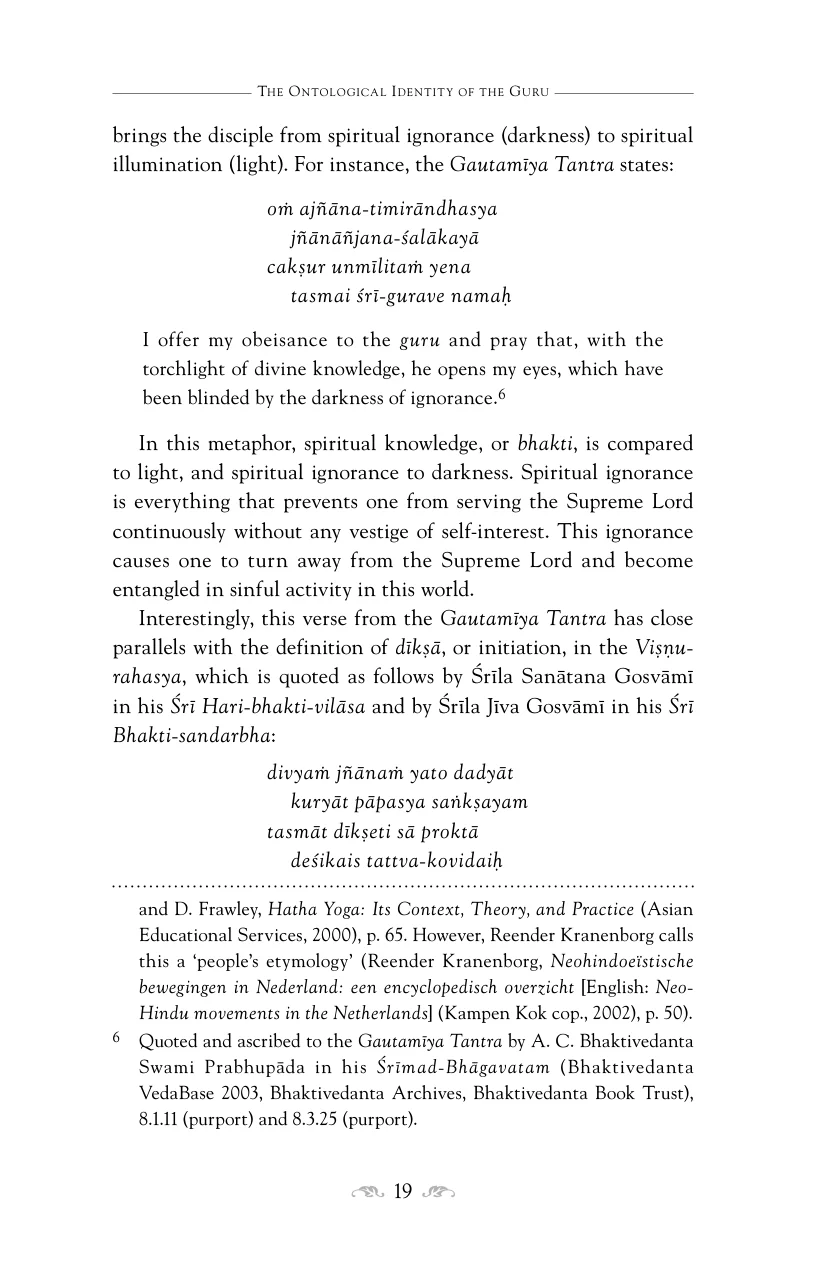 The Ontological Identity of the Guru
brings the disciple from spiritual ignorance (darkness) to spiritual
illumination (light). For instance, the Gautamīya Tantra states:
oṁ ajñāna-timirāndhasya
jñānāñjana-śalākayā
cakṣur unmīlitaṁ yena
tasmai śrī-gurave namaḥ
I offer my obeisance to the guru and pray that, with the
torchlight of divine knowledge, he opens my eyes, which have
been blinded by the darkness of ignorance.6
In this metaphor, spiritual knowledge, or bhakti, is compared
to light, and spiritual ignorance to darkness. Spiritual ignorance
is everything that prevents one from serving the Supreme Lord
continuously without any vestige of self-interest. This ignorance
causes one to turn away from the Supreme Lord and become
entangled in sinful activity in this world.
Interestingly, this verse from the Gautamīya Tantra has close
parallels with the definition of dīkṣā, or initiation, in the Viṣṇu-
rahasya, which is quoted as follows by Śrīla Sanātana Gosvāmī
in his Śrī Hari-bhakti-vilāsa and by Śrīla Jīva Gosvāmī in his Śrī
Bhakti-sandarbha:
divyaṁ jñānaṁ yato dadyāt
kuryāt pāpasya saṅkṣayam
tasmāt dīkṣeti sā proktā
deśikais tattva-kovidaiḥ
and D. Frawley, Hatha Yoga: Its Context, Theory, and Practice (Asian
Educational Services, 2000), p. 65. However, Reender Kranenborg calls
this a ‘people’s etymology’ (Reender Kranenborg, Neohindoeïstische
bewegingen in Nederland: een encyclopedisch overzicht [English: Neo-
Hindu movements in the Netherlands] (Kampen Kok cop., 2002), p. 50).
6 Quoted and ascribed to the Gautamīya Tantra by A. C. Bhaktivedanta
Swami Prabhupāda in his Śrīmad-Bhāgavatam (Bhaktivedanta
VedaBase 2003, Bhaktivedanta Archives, Bhaktivedanta Book Trust),
8.1.11 (purport) and 8.3.25 (purport).
19